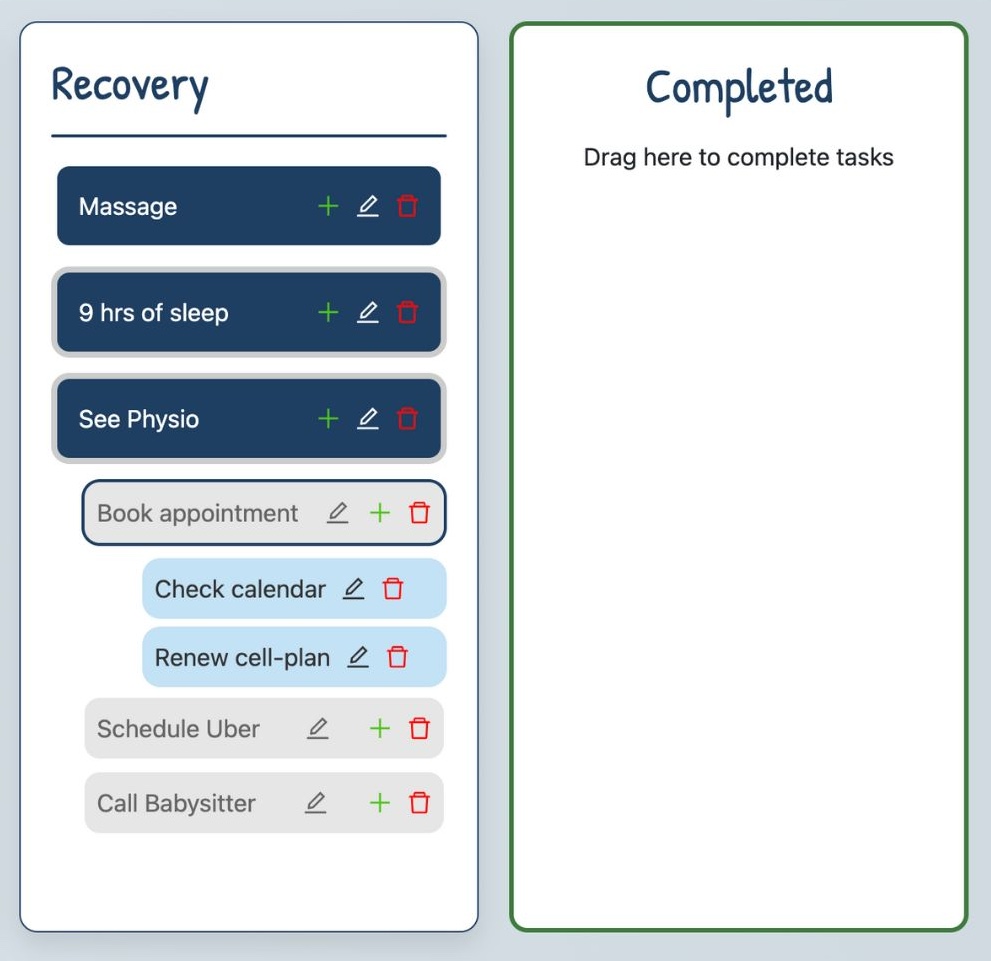 Recovery
Massage
9 hrs of sleep
See Physio
Book appointment
Check calendar
Renew cell-plan
Schedule Uber
Call Babysitter
Completed
Drag here to complete tasks